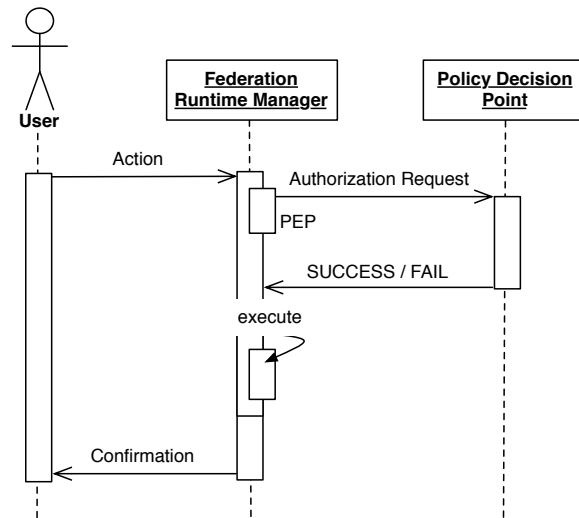 User
Federation
Runtime Manager
Policy Decision
Point
Action
Authorization Request
PEP
SUCCESS / FAIL
execute
Confirmation